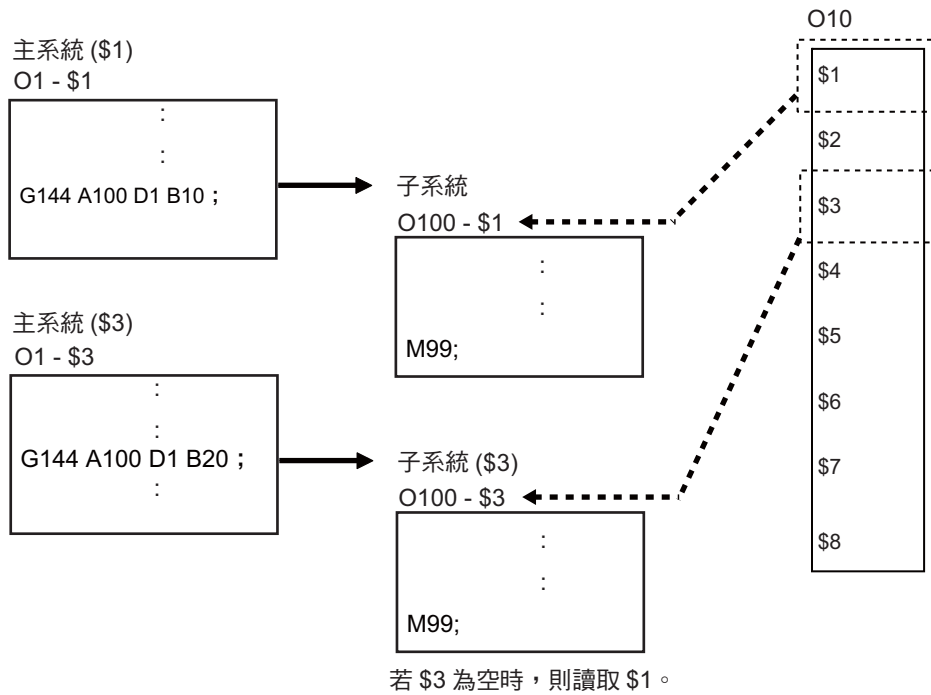 主系統 ($1)
O1 - $1
:
:
G144 A100 D1 B10；
子系統
O100 - $1
:
:
M99;
主系統 ($3)
O1 - $3
:
:
G144 A100 D1 B20；
:
子系統 ($3)
O100 - $3
:
:
M99;
若 $3 為空時，則讀取 $1。
O10
$1
$2
$3
$4
$5
$6
$7
$8